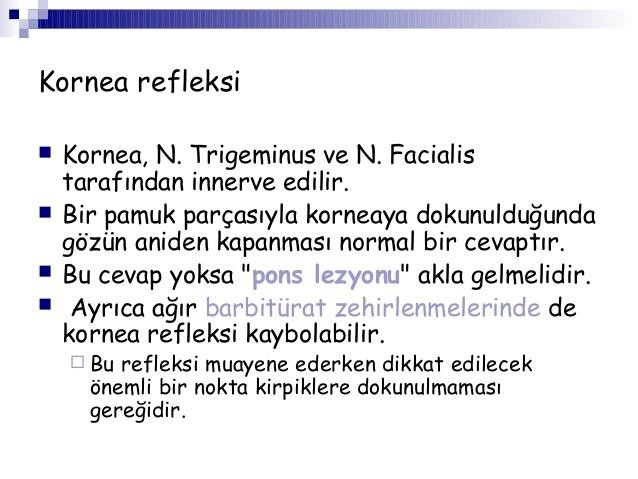 Kornea refleksi
Kornea, N. Trigeminus ve N. Facialis
tarafından innerve edilir.
Bir pamuk parçasıyla korneaya dokunulduğunda
gözün aniden kapanması normal bir cevaptır.
Bu cevap yoksa "pons lezyonu" akla gelmelidir.
Ayrıca ağır barbitürat zehirlenmelerinde de
kornea refleksi kaybolabilir.
Bu refleksi muayene ederken dikkat edilecek
önemli bir nokta kirpiklere dokunulmaması
gereğidir.